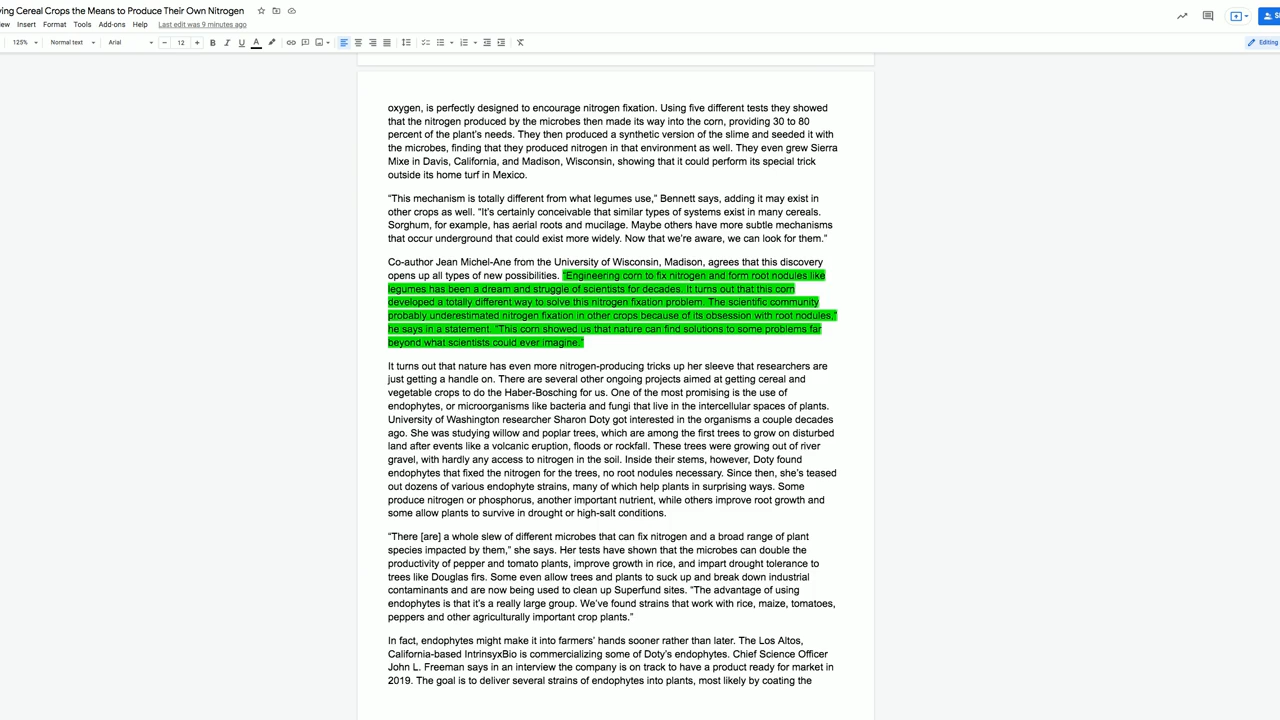 ving Cereal Crops the Means to Produce Their Own Nitrogen
ew Insert Format Tools Add-ons Help Last edit was 9 minutes ago
125% Normal text Arial 12 B I U A Editing
oxygen, is perfectly designed to encourage nitrogen fixation. Using five different tests they showed
that the nitrogen produced by the microbes then made its way into the corn, providing 30 to 80
percent of the plant's needs. They then produced a synthetic version of the slime and seeded it with
the microbes, finding that they produced nitrogen in that environment as well. They even grew Sierra
Mixe in Davis, California, and Madison, Wisconsin, showing that it could perform its special trick
outside its home turf in Mexico.
“This mechanism is totally different from what legumes use,” Bennett says, adding it may exist in
other crops as well. “It's certainly conceivable that similar types of systems exist in many cereals.
Sorghum, for example, has aerial roots and mucilage. Maybe others have more subtle mechanisms
that occur underground that could exist more widely. Now that we're aware, we can look for them.”
Co-author Jean Michel-Ane from the University of Wisconsin, Madison, agrees that this discovery
opens up all types of new possibilities. “Engineering corn to fix nitrogen and form root nodules like
legumes has been a dream and struggle of scientists for decades. It turns out that this corn
developed a totally different way to solve this nitrogen fixation problem. The scientific community
probably underestimated nitrogen fixation in other crops because of its obsession with root nodules,”
he says in a statement. “This corn showed us that nature can find solutions to some problems far
beyond what scientists could ever imagine.”
It turns out that nature has even more nitrogen-producing tricks up her sleeve that researchers are
just getting a handle on. There are several other ongoing projects aimed at getting cereal and
vegetable crops to do the Haber-Bosching for us. One of the most promising is the use of
endophytes, or microorganisms like bacteria and fungi that live in the intercellular spaces of plants.
University of Washington researcher Sharon Doty got interested in the organisms a couple decades
ago. She was studying willow and poplar trees, which are among the first trees to grow on disturbed
land after events like a volcanic eruption, floods or rockfall. These trees were growing out of river
gravel, with hardly any access to nitrogen in the soil. Inside their stems, however, Doty found
endophytes that fixed the nitrogen for the trees, no root nodules necessary. Since then, she's teased
out dozens of various endophyte strains, many of which help plants in surprising ways. Some
produce nitrogen or phosphorus, another important nutrient, while others improve root growth and
some allow plants to survive in drought or high-salt conditions.
“There [are] a whole slew of different microbes that can fix nitrogen and a broad range of plant
species impacted by them,” she says. Her tests have shown that the microbes can double the
productivity of pepper and tomato plants, improve growth in rice, and impart drought tolerance to
trees like Douglas firs. Some even allow trees and plants to suck up and break down industrial
contaminants and are now being used to clean up Superfund sites. “The advantage of using
endophytes is that it's a really large group. We've found strains that work with rice, maize, tomatoes,
peppers and other agriculturally important crop plants.”
In fact, endophytes might make it into farmers' hands sooner rather than later. The Los Altos,
California-based IntrinsyxBio is commercializing some of Doty's endophytes. Chief Science Officer
John L. Freeman says in an interview the company is on track to have a product ready for market in
2019. The goal is to deliver several strains of endophytes into plants, most likely by coating the